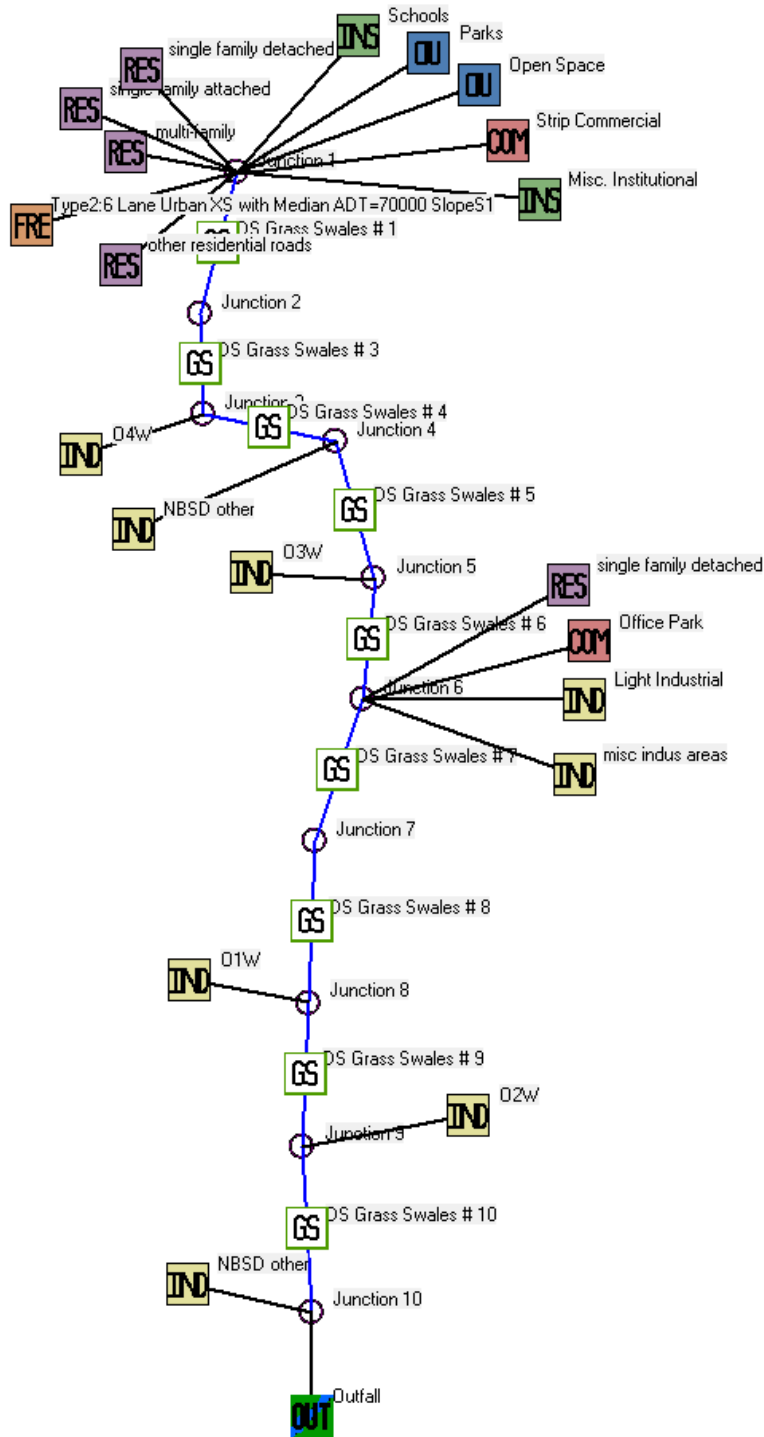 Schools
INS
Parks
OU
single family detached
RES
Open Space
OU
single family attached
RES
Strip Commercial
COM
multi-family
RES
Junction 1
Misc. Institutional
INS
Type2:6 Lane Urban XS with Median ADT=70000 SlopeS1
FRE
DS Grass Swales # 1
other residential roads
RES
Junction 2
DS Grass Swales # 3
GS
Junction 3
DS Grass Swales # 4
GS
Junction 4
O4W
IND
NBSD other
IND
DS Grass Swales # 5
GS
O3W
IND
Junction 5
single family detached
RES
DS Grass Swales # 6
GS
Office Park
COM
Junction 6
Light Industrial
IND
DS Grass Swales # 7
GS
misc indus areas
IND
Junction 7
DS Grass Swales # 8
GS
O1W
IND
Junction 8
DS Grass Swales # 9
GS
O2W
IND
Junction 9
DS Grass Swales # 10
GS
NBSD other
IND
Junction 10
Outfall
OUT